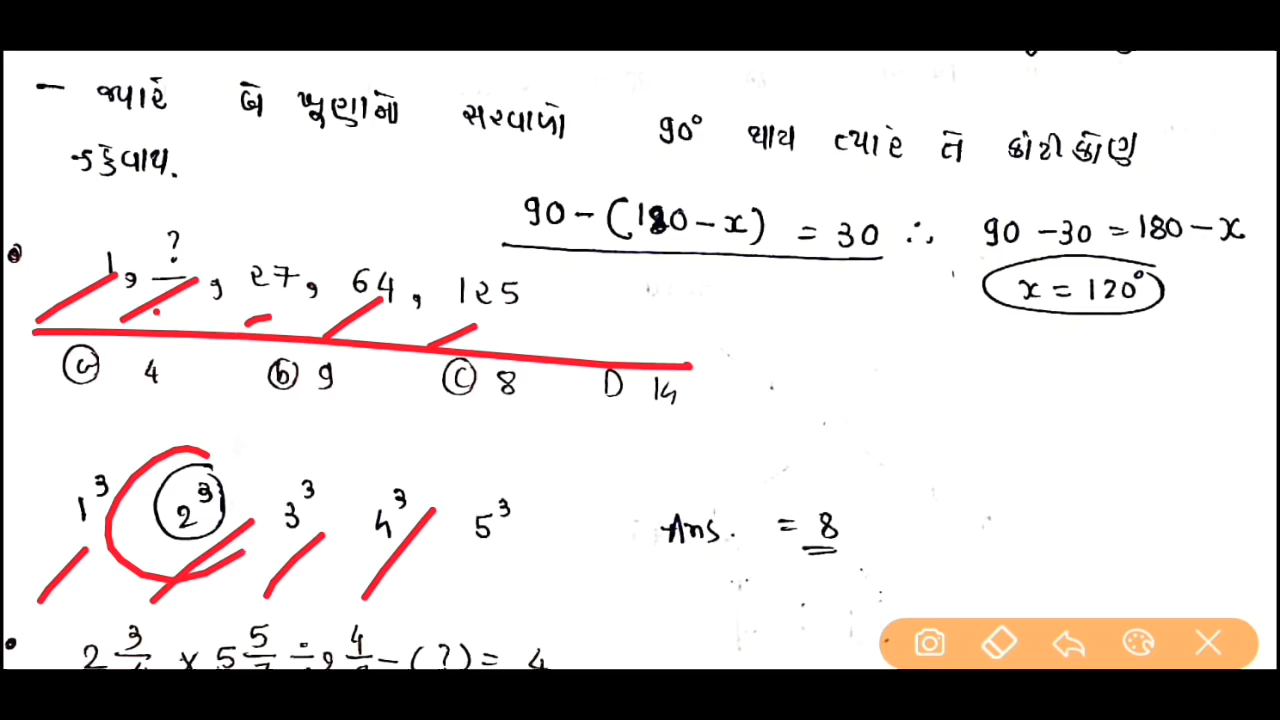 - જ્યારે બે ખૂણાનો સરવાળો 90° થાય ત્યારે તે કોટીકોણ
કહેવાય.
90 - (180 - x) = 30 ∴ 90 - 30 = 180 - x
x = 120°
1, ?, 27, 64, 125
(a) 4 (b) 9 (c) 8 D 14
1³ 2³ 3³ 4³ 5³ Ans. = 8